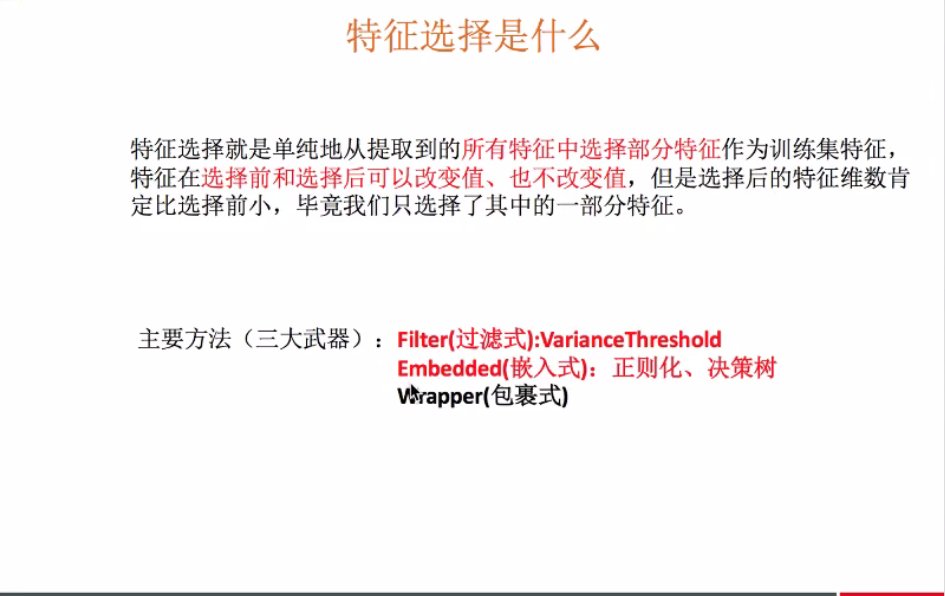 特征选择是什么
特征选择就是单纯地从提取到的所有特征中选择部分特征作为训练集特征，
特征在选择前和选择后可以改变值、也不改变值，但是选择后的特征维数肯
定比选择前小，毕竟我们只选择了其中的一部分特征。
主要方法（三大武器）：Filter(过滤式):VarianceThreshold
Embedded(嵌入式)：正则化、决策树
Wrapper(包裹式)